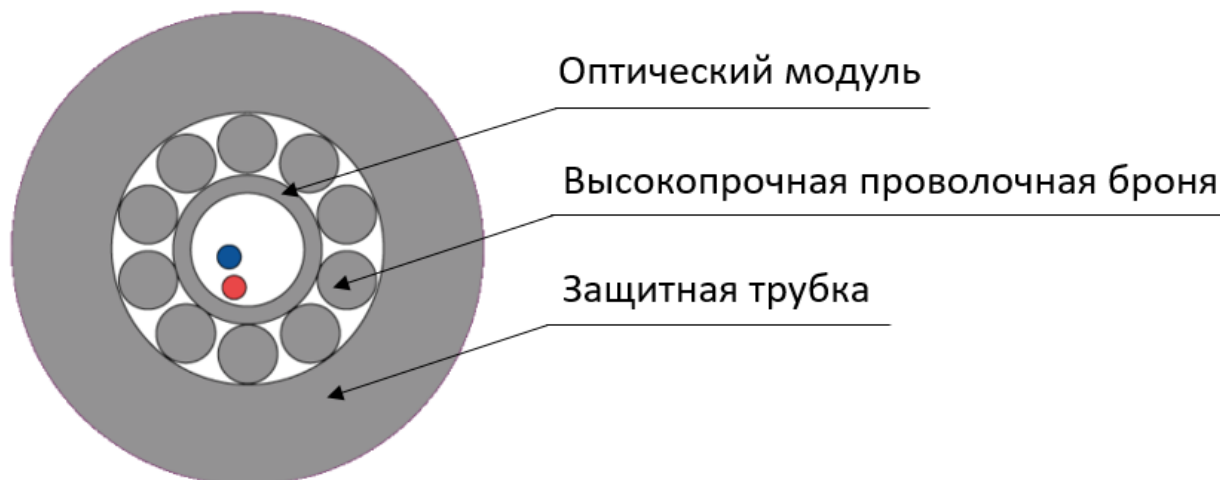 Оптический модуль
Высокопрочная проволочная броня
Защитная трубка